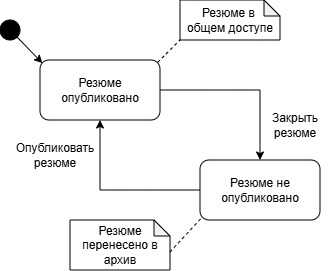 Резюме в
общем доступе
Резюме
опубликовано
Закрыть
резюме
Опубликовать
резюме
Резюме не
опубликовано
Резюме
перенесено в
архив